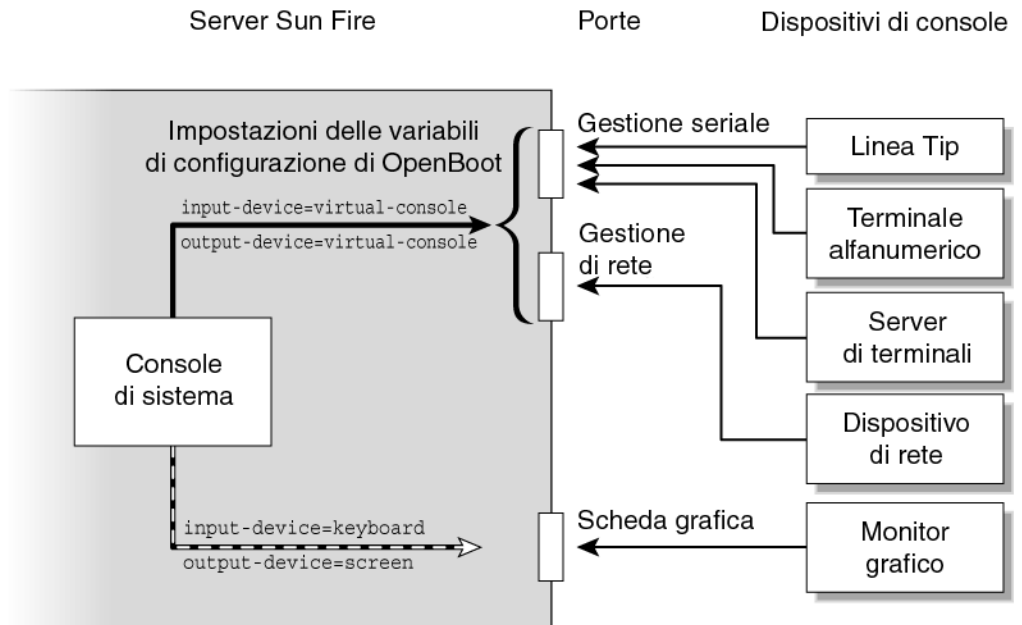 Server Sun Fire
Porte
Dispositivi di console
Impostazioni delle variabili
di configurazione di OpenBoot
input-device=virtual-console
output-device=virtual-console
Console
di sistema
input-device=keyboard
output-device=screen
Gestione seriale
Gestione
di rete
Scheda grafica
Linea Tip
Terminale
alfanumerico
Server
di terminali
Dispositivo
di rete
Monitor
grafico